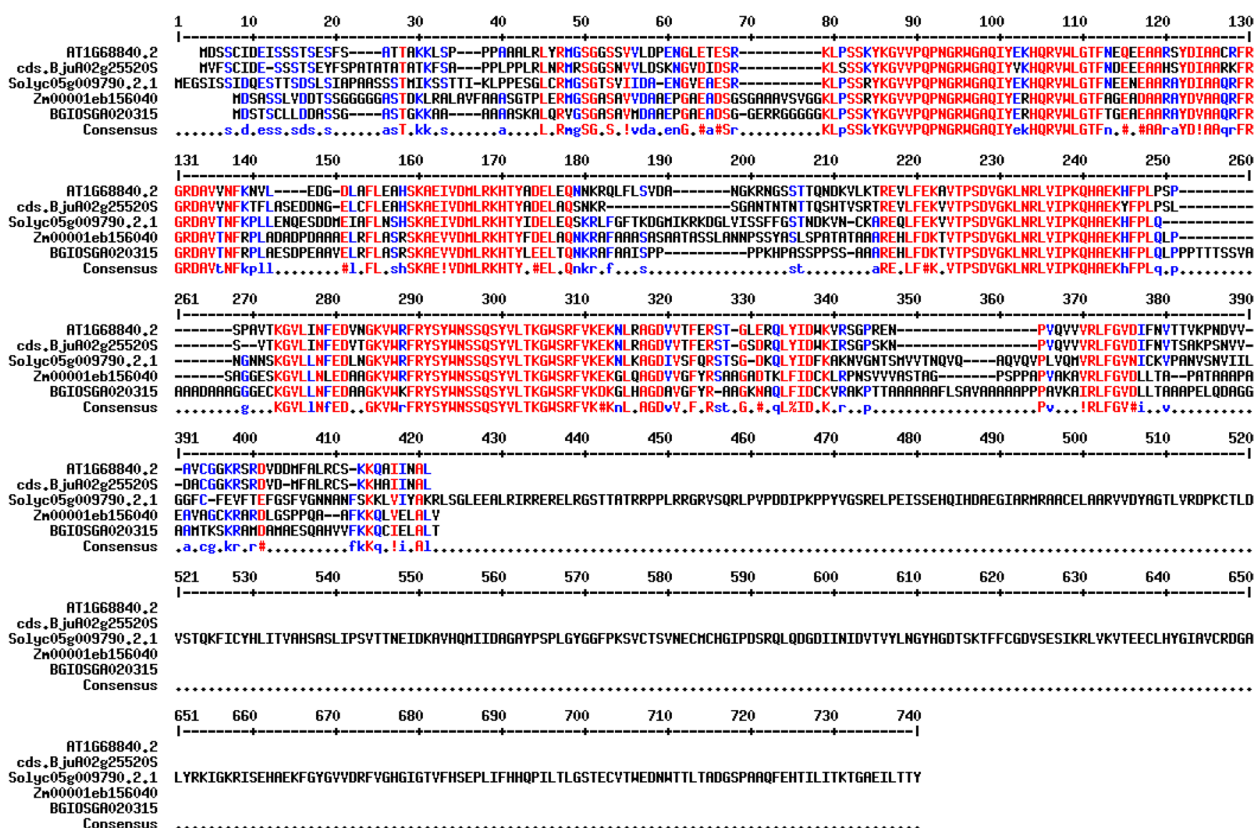 1 10 20 30 40 50 60 70 80 90 100 110 120 130
|--------+---------+---------+---------+---------+---------+---------+---------+---------+---------+---------+---------+---------|
AT1G68840.2 MDSSCIDEISSSTSESFS-----ATTAKKLSP---PPAAALRLYRMGSGGSSVVLDPENGLETESR----------KLPSSKYKGVVPQPNGRWGAQIYEKHQRVWLGTFNEQEEAARSYDIAACRFR
cds.BjuA02g25520S MVFSCIDE-SSSTSEYFSPATATATATKFSA---PPLPPLRLNRMRSGGSNVVLDSKNGVDIDSR----------KLSSSKYKGVVPQPNGRWGAQIYVKHQRVWLGTFNEEEEAAHSYDIAARKFR
Solyc05g009790.2.1 MEGSISSIDQESTTSDSLSIAPAASSSTMIKSSTTI-KLPPESGLCRMGSGTSVIIDA-ENGVEAESR----------KLPSSRYKGVVPQPNGRWGAQIYEKHQRVWLGTFNEENEAARAYDIAAQRFR
Zm00001eb156040 MDSASSLVDDTSSGGGGGASTDKLRALAVFAAASGTPLERMGSGASAVVDAAEPGAEADSGSGAAAVSVGGKLPSSRYKGVVPQPNGRWGAQIYERHQRVWLGTFAGEADAARAYDVAAQRFR
BGIOSGA020315 MDSTSCLLDDASSG----ASTGKKAA----AAAASKALQRVGSGASAVMDAAEPGAEADSG-GERRGGGGGKLPSSKYKGVVPQPNGRWGAQIYERHQRVWLGTFTGEAEAARAYDVAAQRFR
Consensus ......s.d.ess.sds.s.....asT.kk.s......a....L.RmgSG.S.!vda.enG.#a#Sr..........KLpSSkYKGVVPQPNGRWGAQIYekHQRVWLGTFn.#.#AAraYD!AAqrFR
131 140 150 160 170 180 190 200 210 220 230 240 250 260
|--------+---------+---------+---------+---------+---------+---------+---------+---------+---------+---------+---------+---------|
AT1G68840.2 GRDAVVNFKNVL----EDG-DLAFLEAHSKAEIVDMLRKHTYADELEQNNKRQLFLSVDA--------NGKRNGSSTTQNDKVLKTREVLFEKAVTPSDVGKLNRLVIPKQHAEKHFPLPSP---------
cds.BjuA02g25520S GRDAVVNFKTFLASEDDNG-ELCFLEAHSKAEIVDMLRKHTYADELAQSNKR---------------SGANTNTNTTQSHTVSRTREVLFEKVVTPSDVGKLNRLVIPKQHAEKYFPLPSL---------
Solyc05g009790.2.1 GRDAVTNFKPLLENQESDDMEIAFLNSHSKAEIVDMLRKHTYIDELEQSKRLFGFTKDGMIKRKDGLVISSFFGSTNDKVN-CKAREQLFEKVVTPSDVGKLNRLVIPKQHAEKHFPLQ-----------
Zm00001eb156040 GRDAVTNFRPLADADPDAAAELRFLASRSKAEVVDMLRKHTYFDELAQNKRAFAAASASAATASSLANNPSSYASLSPATATAAAREHLFDKTVTPSDVGKLNRLVIPKQHAEKHFPLQLP---------
BGIOSGA020315 GRDAVTNFRPLAESDPEAAVELRFLASRSKAEVVDMLRKHTYLEELTQNKRAFAAISPP----PPKHPASSPPSS-AAAREHLFDKTVTPSDVGKLNRLVIPKQHAEKHFPLQLPPPTTTSSVA
Consensus GRDAVtNFkpll........#l.FL.shSKAE!VDMLRKHTY.#EL.Qnkr.f...s.................st........aRE.LF#K.VTPSDVGKLNRLVIPKQHAEKhFPLq.p.........
261 270 280 290 300 310 320 330 340 350 360 370 380 390
|--------+---------+---------+---------+---------+---------+---------+---------+---------+---------+---------+---------+---------|
AT1G68840.2 -------SPAVTKGVLINFEDVNGKVWRFRYSYWNSSQSYVLTKGWSRFVKEKNLRAGDVVTFERST-GLERQLYIDWKVRSGPREN-----------------PVQVVVRLFGVDIFNVTTVKPNDVV-
cds.BjuA02g25520S -------S--VTKGVLINFEDVTGKVWRFRYSYWNSSQSYVLTKGWSRFVKEKNLRAGDVVTFERST-GSDRQLYIDWKIRSGPSKN-----------------PVQVVVRLFGVDIFNVTSAKPSNVV-
Solyc05g009790.2.1 -------NGNNSKGVLLNFEDLNGKVWRFRYSYWNSSQSYVLTKGWSRFVKEKNLKAGDIVSFQRSTSG-DKQLYIDFKAKNVGNTSMVVTNQVQ-----AQVQVPLVQMVRLFGVNICKVPANVSNVIIL
Zm00001eb156040 -------SAGGESKGVLLNLEDAAGKVWRFRYSYWNSSQSYVLTKGWSRFVKEKGLQAGDVVGFYRSAAGADTKLFIDCKLRPNSVVVASTAG------PSPPAPVAKAVRLFGVDLLTA--PATAAAPA
BGIOSGA020315 AAADAAAGGGECKGVLLNFEDAAGKVWKFRYSYWNSSQSYVLTKGWSRFVKDKGLHAGDAVGFYR-AAGKNAQLFIDCKVRAKPTTAAAAAAFLSAVAAAAAPPPAVKAIRLFGVDLLTAAAPELQDAGG
Consensus ........g....KGVLlNfED..GKVWrFRYSYWNSSQSYVLTKGWSRFVK#KnL.AGDvV.F.Rst.G.#.qL%ID.K.r..p....................Pv...!RLFGV#i..v..........
391 400 410 420 430 440 450 460 470 480 490 500 510 520
|--------+---------+---------+---------+---------+---------+---------+---------+---------+---------+---------+---------+---------|
AT1G68840.2 -AVCGGKRSRDVDDMFALRCS-KKQAIINAL
cds.BjuA02g25520S -DACGGKRSRDVD-MFALRCS-KKHAIINAL
Solyc05g009790.2.1 GGFC-FEVFTEFGSFVGNNANFSKKLVIYAKRLSGLEEALRIRRERELRGSTTATRRPPLRRGRVSQRLPVPDDIPKPPYVGSRELPEISSEHQIHDAEGIARMRAACELAARVVDYAGTLVRDPKCTLD
Zm00001eb156040 EAVAGCKRARDLGSPPQA--AFKKQLVELALV
BGIOSGA020315 AAMTKSKRAMDAMAESQAHVVFKKQCIELALT
Consensus .a.cg.kr.r#............fkKq.!i.Al..................................................................................................
521 530 540 550 560 570 580 590 600 610 620 630 640 650
|--------+---------+---------+---------+---------+---------+---------+---------+---------+---------+---------+---------+---------|
AT1G68840.2
cds.BjuA02g25520S
Solyc05g009790.2.1 VSTQKFICYHLITVAHSASLIPSVTTNEIDKAVHQMIIDAGAYPSPLGYGGFPKSVCTSVNECMCHGIPDSRQLQDGDIINIDVTVYLNGYHGDTSKTFFCGDVSESIKRLVKVTEECLHYGIAVCRDGA
Zm00001eb156040
BGIOSGA020315
Consensus ..................................................................................................................................
651 660 670 680 690 700 710 720 730 740
|--------+---------+---------+---------+---------+---------+---------+---------+---------|
AT1G68840.2
cds.BjuA02g25520S
Solyc05g009790.2.1 LYRKIGKRISEHAEKFGYGVVDRFVGHGIGTVFHSEPLIFHHQPILTLGSTECVTWEDNWTTLTADGSPAAQFEHTILITKTGAEILTTY
Zm00001eb156040
BGIOSGA020315
Consensus ..........................................................................................